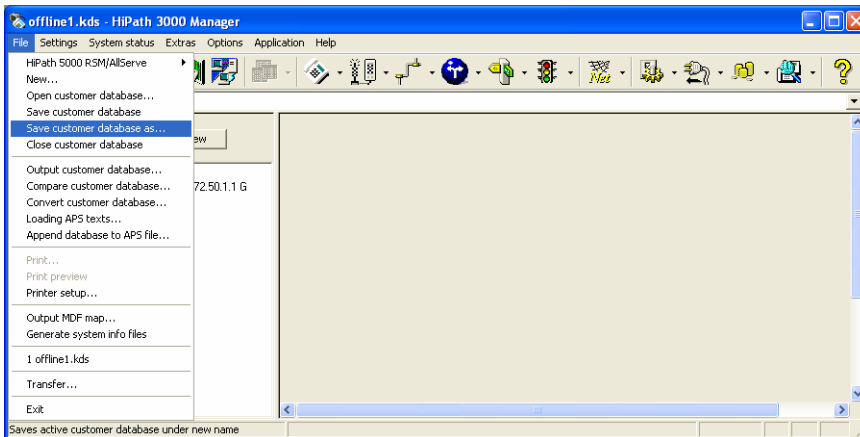 offline1.kds - HiPath 3000 Manager
File Settings System status Extras Options Application Help
HiPath 5000 RSM/AllServe
New...
Open customer database...
Save customer database
Save customer database as...
Close customer database
Output customer database...
Compare customer database...
Convert customer database...
Loading APS texts...
Append database to APS file...
Print...
Print preview
Printer setup...
Output MDF map...
Generate system info files
1 offline1.kds
Transfer...
Exit
ew
72.50.1.1 G
Net
Saves active customer database under new name